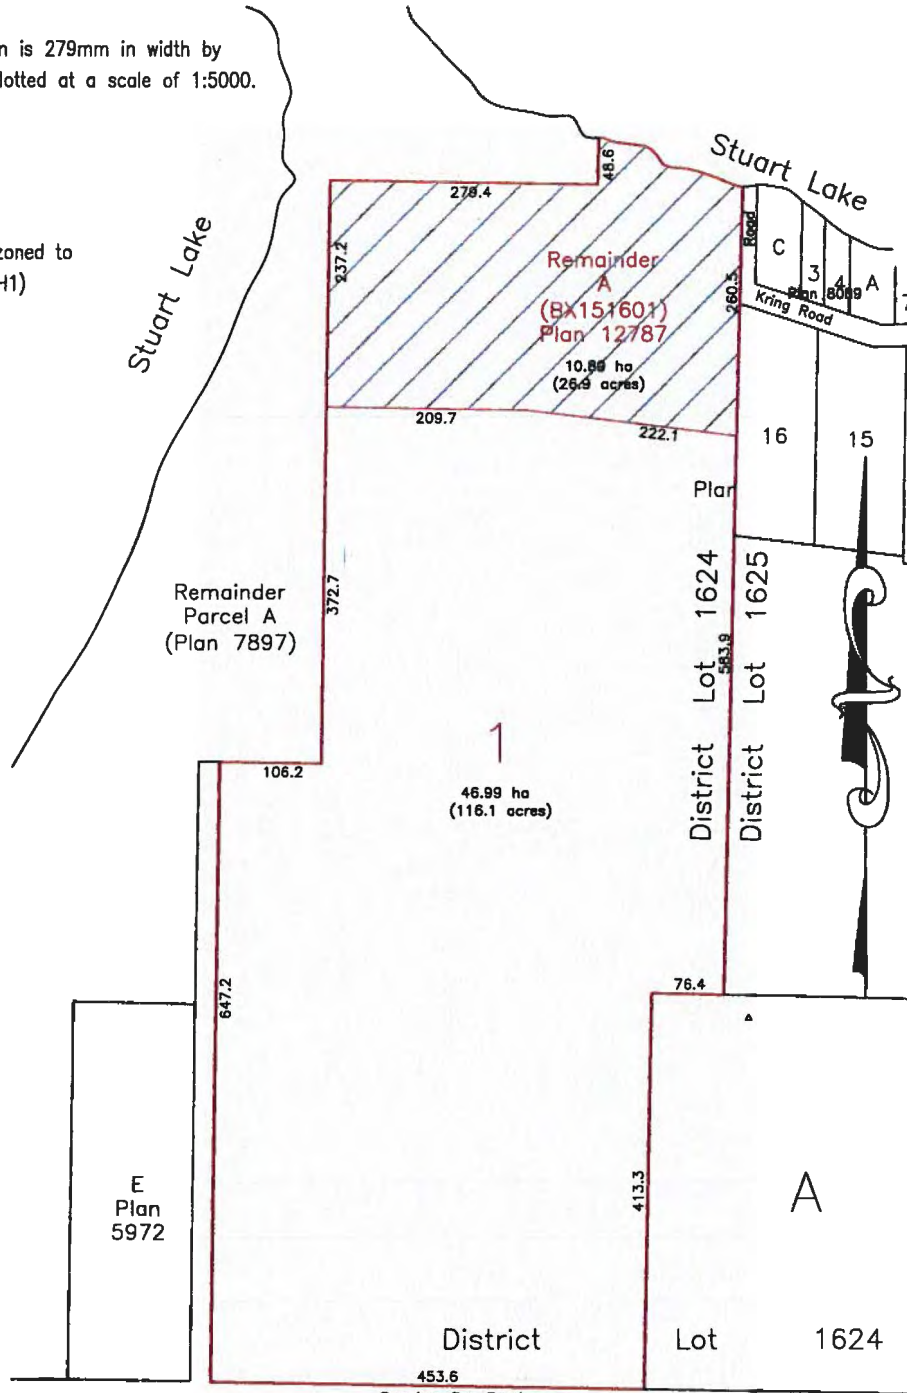 n is 279mm in width by
lotted at a scale of 1:5000.
Stuart Lake
48.6
279.4
Stuart Lake
zoned to
H1)
237.2
Remainder
A
(BX151601)
Plan 12787
10.89 ha
(26.9 acres)
260.5
Road
C
3
4
A
7
Plan 8089
Kring Road
209.7
222.1
16
15
Plan
Remainder
Parcel A
(Plan 7897)
372.7
District Lot 1624
583.9
District Lot 1625
1
46.99 ha
(116.1 acres)
106.2
647.2
76.4
413.3
E
Plan
5972
A
District Lot 1624
453.6